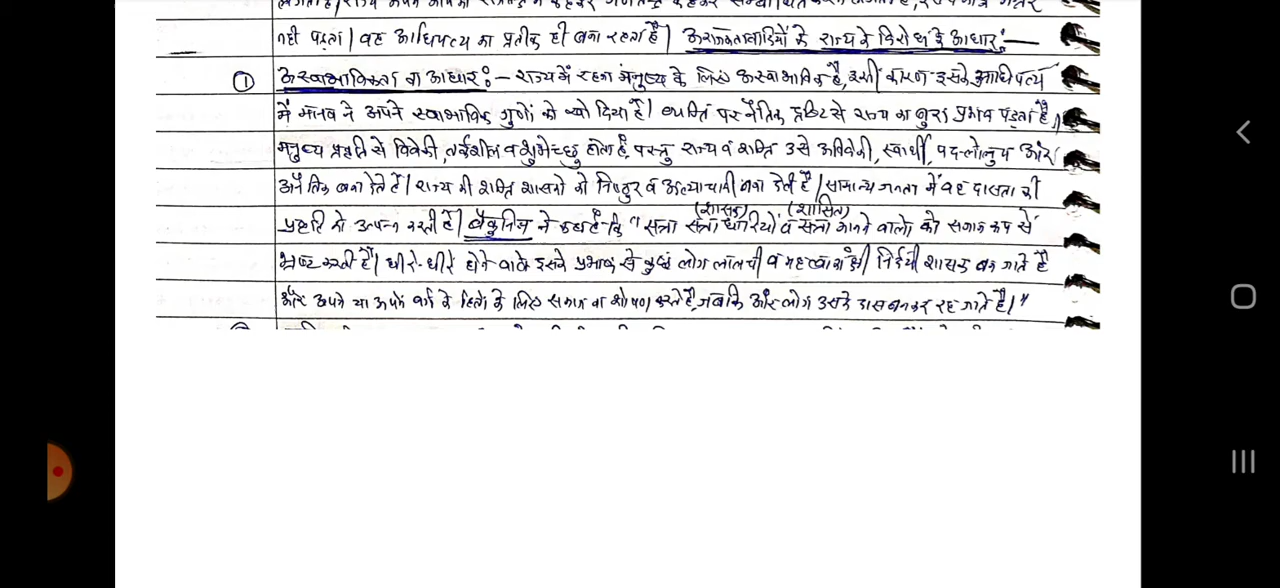 नहीं पड़ता। वह आधिपत्य का प्रतीक ही बना रहता है। अराजकतावादियों के राज्य के विरोध के आधार:—
① अस्वाभाविकता का आधार:- राज्य में रहना मनुष्य के लिए अस्वाभाविक है, इसी कारण इसके आधिपत्य
में मानव ने अपने स्वाभाविक गुणों को खो दिया है। व्यक्ति पर नैतिक दृष्टि से राज्य का बुरा प्रभाव पड़ता है।
मनुष्य प्रकृति से विवेकी, तर्कशील व शुभेच्छु होता है, परन्तु राज्य व शक्ति उसे अविवेकी, स्वार्थी, पद-लोलुप और
अनैतिक बना देते हैं। राज्य की शक्ति शासकों को निष्ठुर व अत्याचारी बना देती है। सामान्य जनता में वह दासता की
(शासक) (शासित)
प्रवृति को उत्पन्न करती हैं। बैकुनिन ने कहा है कि "सत्ता सत्ताधारियों व सत्ता मानने वालों को समान रूप से
भ्रष्ट करती है। धीरे-धीरे होने वाले इसके प्रभाव से कुछ लोग लालची व महत्वाकांक्षी निर्दयी शासक बन जाते हैं
और अपने या अपने वर्ग के हितों के लिए समाज का शोषण करते हैं, जबकि और लोग उसके दास बनकर रह जाते हैं।"